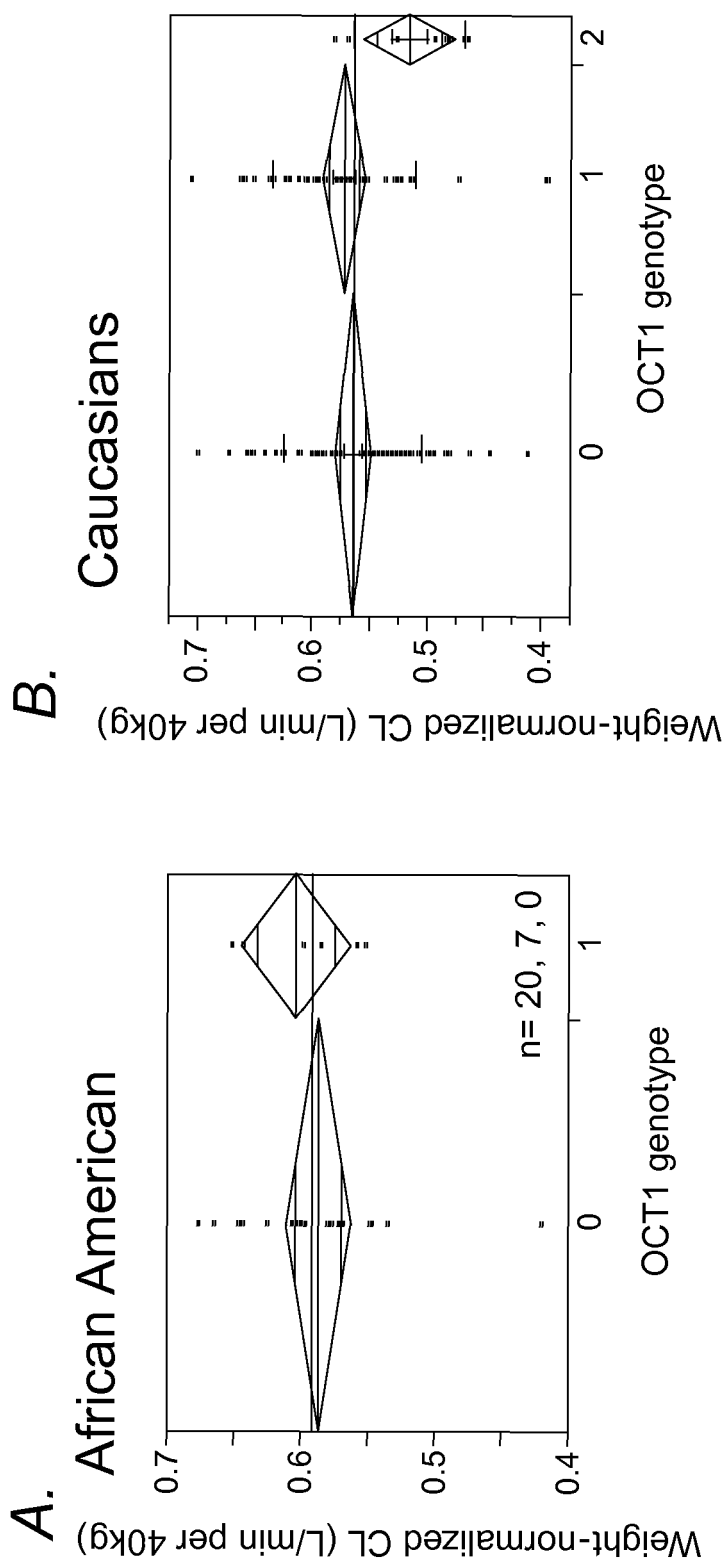 A. African American
Weight-normalized CL (L/min per 40kg)
0.7
0.6
0.5
0.4
n= 20, 7, 0
0
1
OCT1 genotype
B. Caucasians
Weight-normalized CL (L/min per 40kg)
0.7
0.6
0.5
0.4
0
1
2
OCT1 genotype